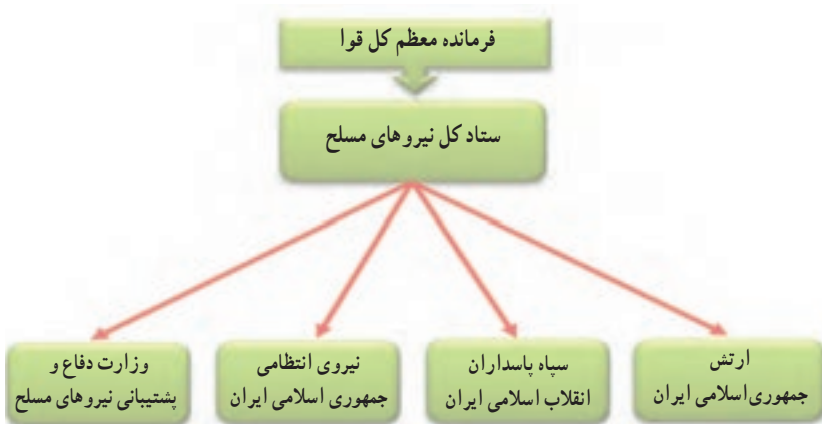 فرمانده معظم کل قوا
ستاد کل نیروهای مسلح
ارتش
جمهوری اسلامی ایران
سپاه پاسداران
انقلاب اسلامی ایران
نیروی انتظامی
جمهوری اسلامی ایران
وزارت دفاع و
پشتیبانی نیروهای مسلح